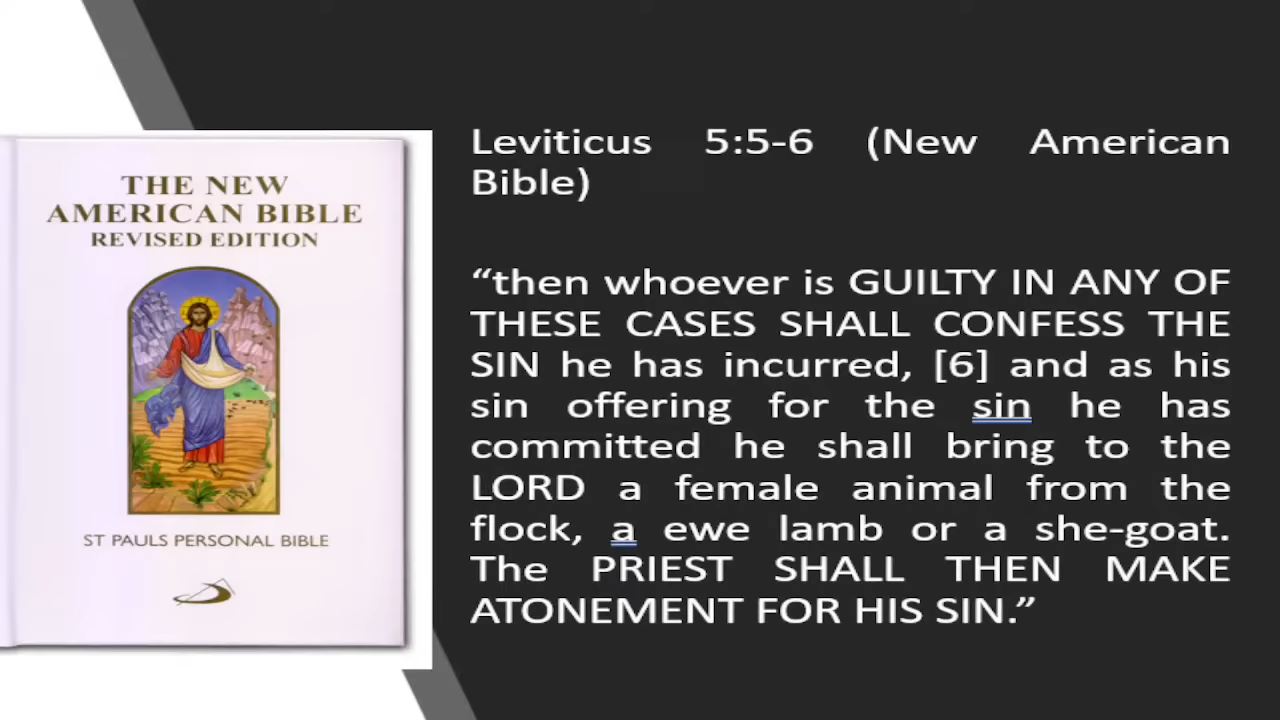 THE NEW
AMERICAN BIBLE
REVISED EDITION
ST PAULS PERSONAL BIBLE
Leviticus 5:5-6 (New American
Bible)
“then whoever is GUILTY IN ANY OF
THESE CASES SHALL CONFESS THE
SIN he has incurred, [6] and as his
sin offering for the sin he has
committed he shall bring to the
LORD a female animal from the
flock, a ewe lamb or a she-goat.
The PRIEST SHALL THEN MAKE
ATONEMENT FOR HIS SIN.”